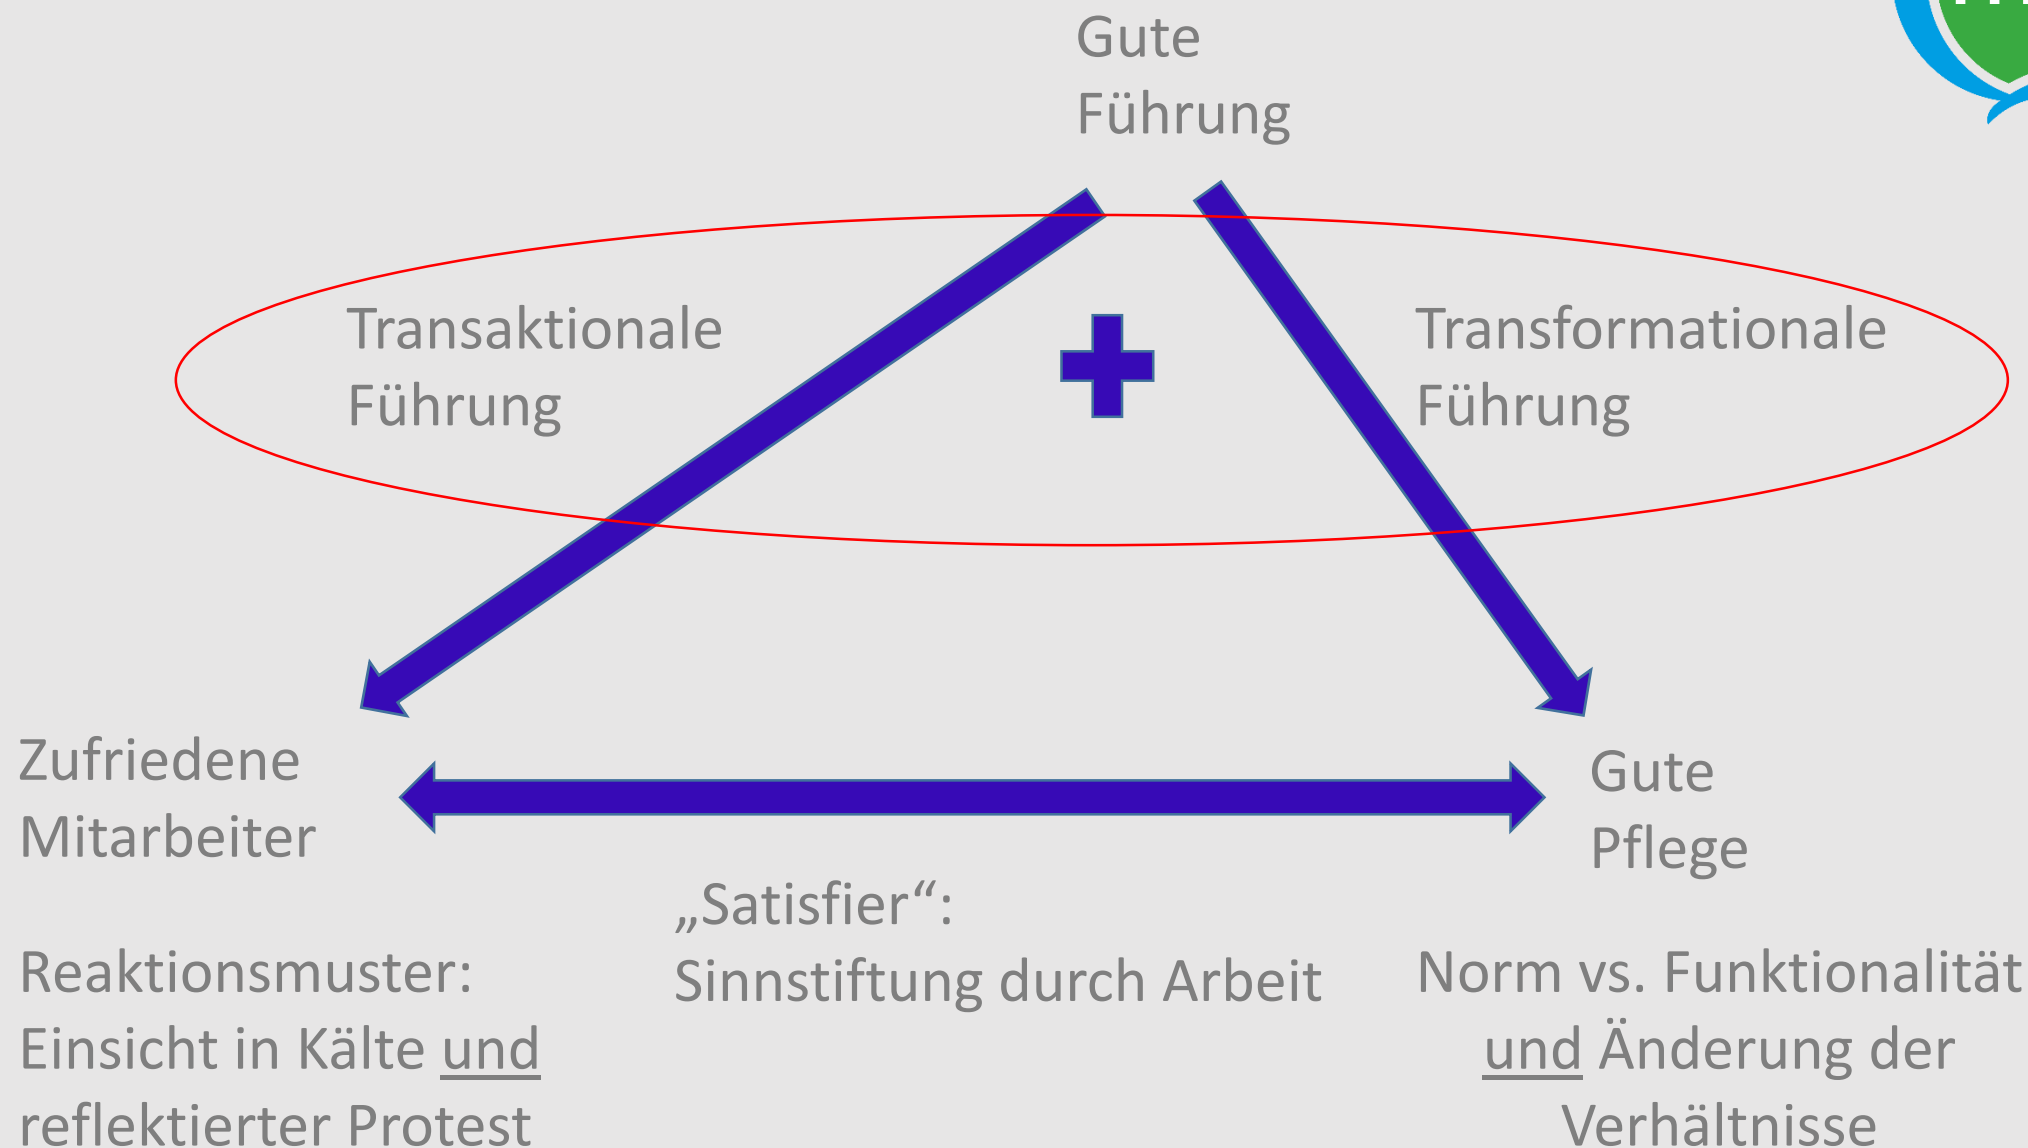 Gute
Führung
Transaktionale
Führung
Transformationale
Führung
Zufriedene
Mitarbeiter
Gute
Pflege
„Satisfier“:
Sinnstiftung durch Arbeit
Reaktionsmuster:
Einsicht in Kälte und
reflektierter Protest
Norm vs. Funktionalität
und Änderung der
Verhältnisse